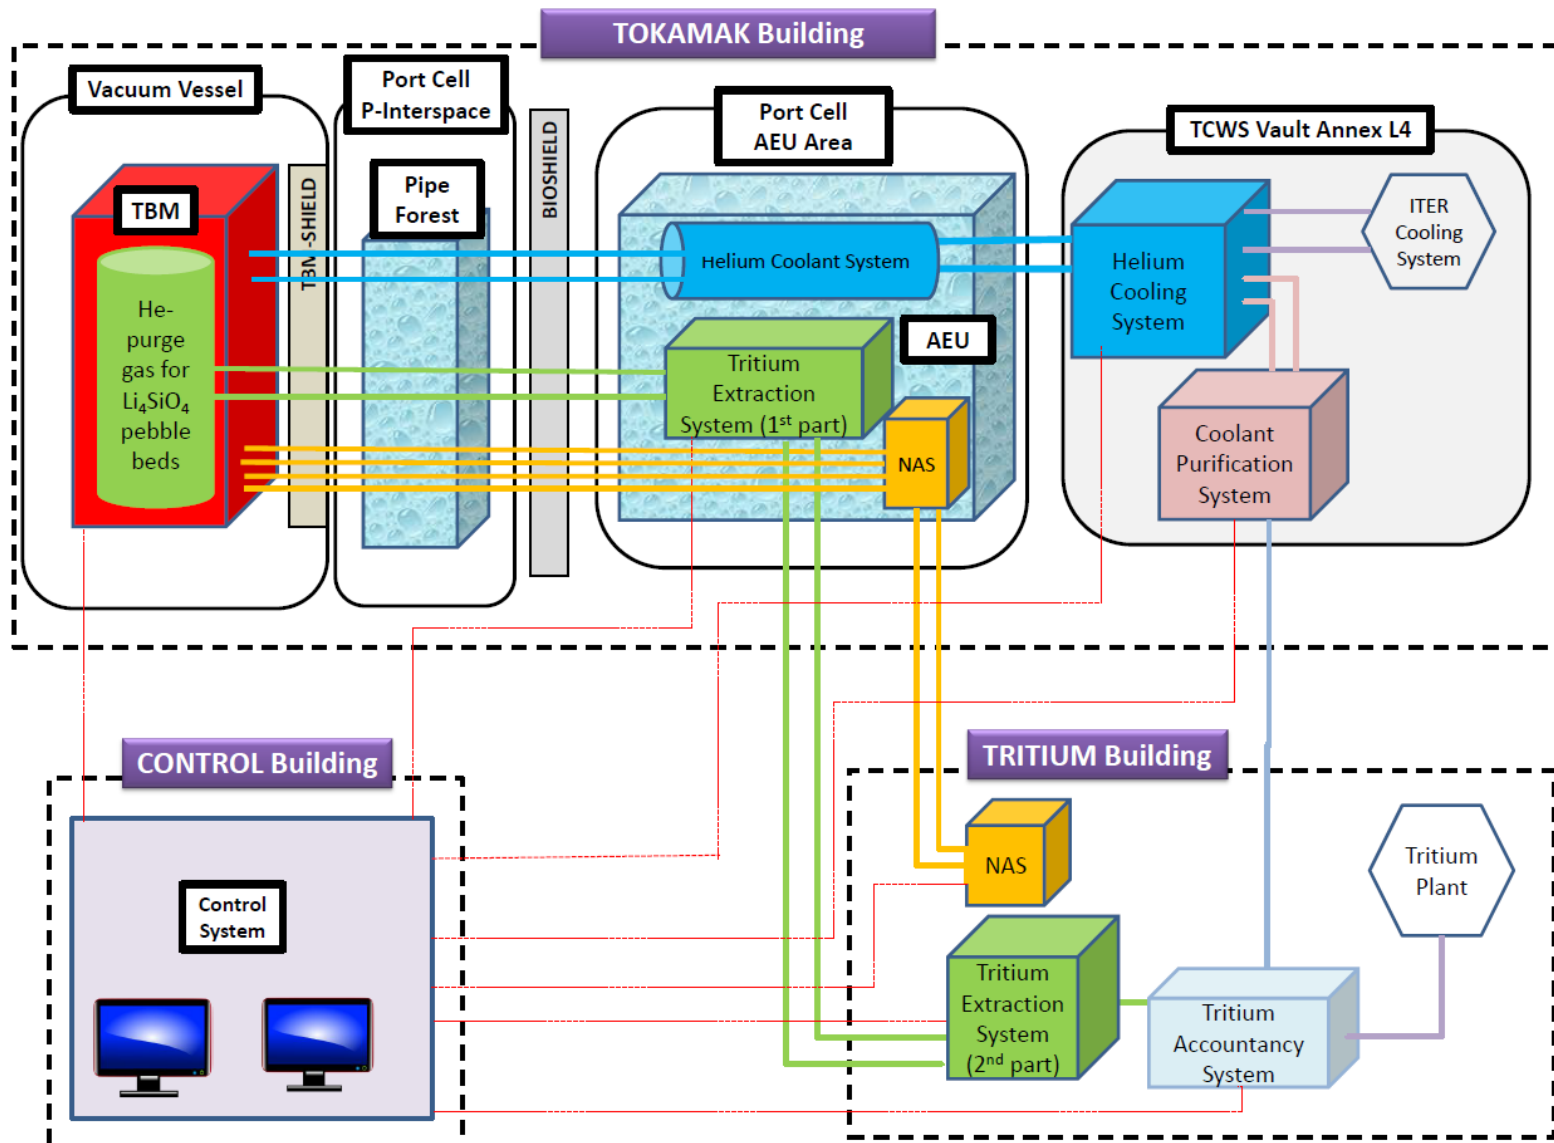 TOKAMAK Building
Vacuum Vessel
Port Cell
P-Interspace
Port Cell
AEU Area
TCWS Vault Annex L4
TBM
TBM-SHIELD
Pipe
Forest
BIOSHIELD
He-
purge
gas for
Li₄SiO₄
pebble
beds
Helium Coolant System
AEU
Tritium
Extraction
System (1st part)
NAS
Helium
Cooling
System
ITER
Cooling
System
Coolant
Purification
System
CONTROL Building
Control
System
TRITIUM Building
NAS
Tritium
Plant
Tritium
Extraction
System
(2nd part)
Tritium
Accountancy
System